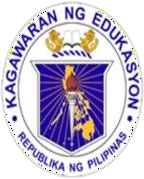 KAGAWARAN NG EDUKASYON
REPUBLIKA NG PILIPINAS